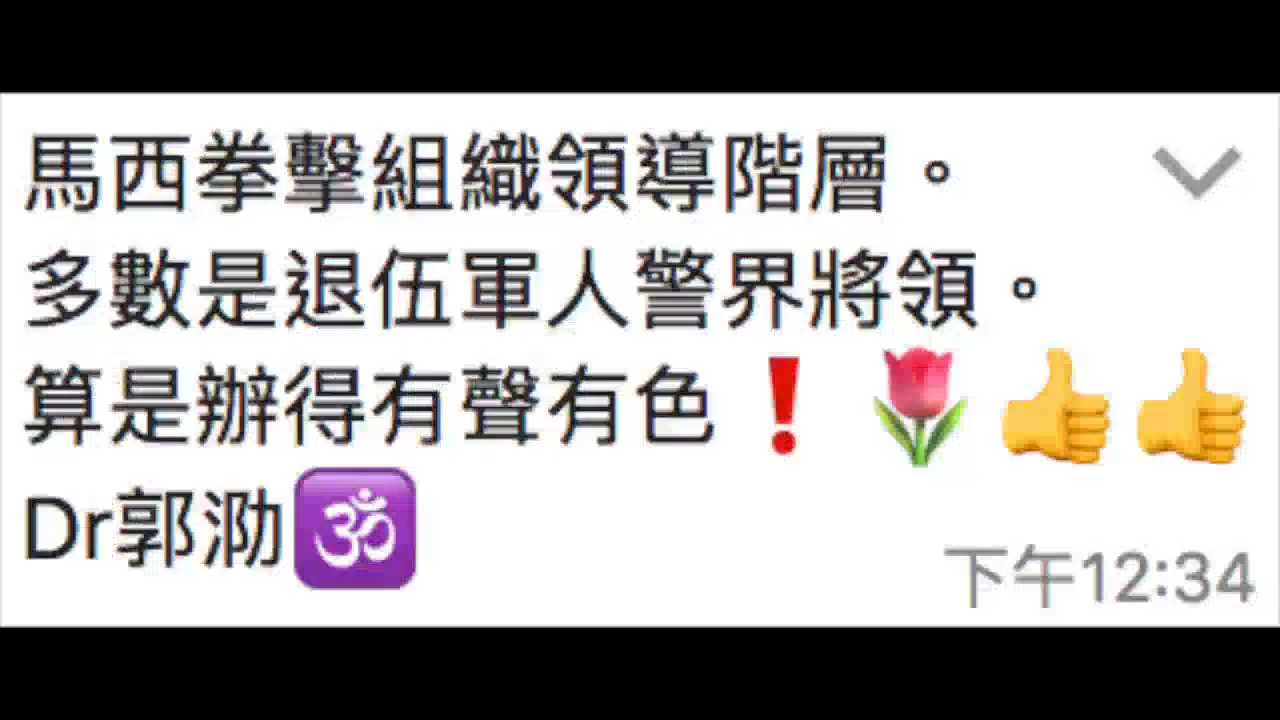 馬西拳擊組織領導階層。
多數是退伍軍人警界將領。
算是辦得有聲有色❗🌷👍👍
Dr郭泐🕉
下午12:34